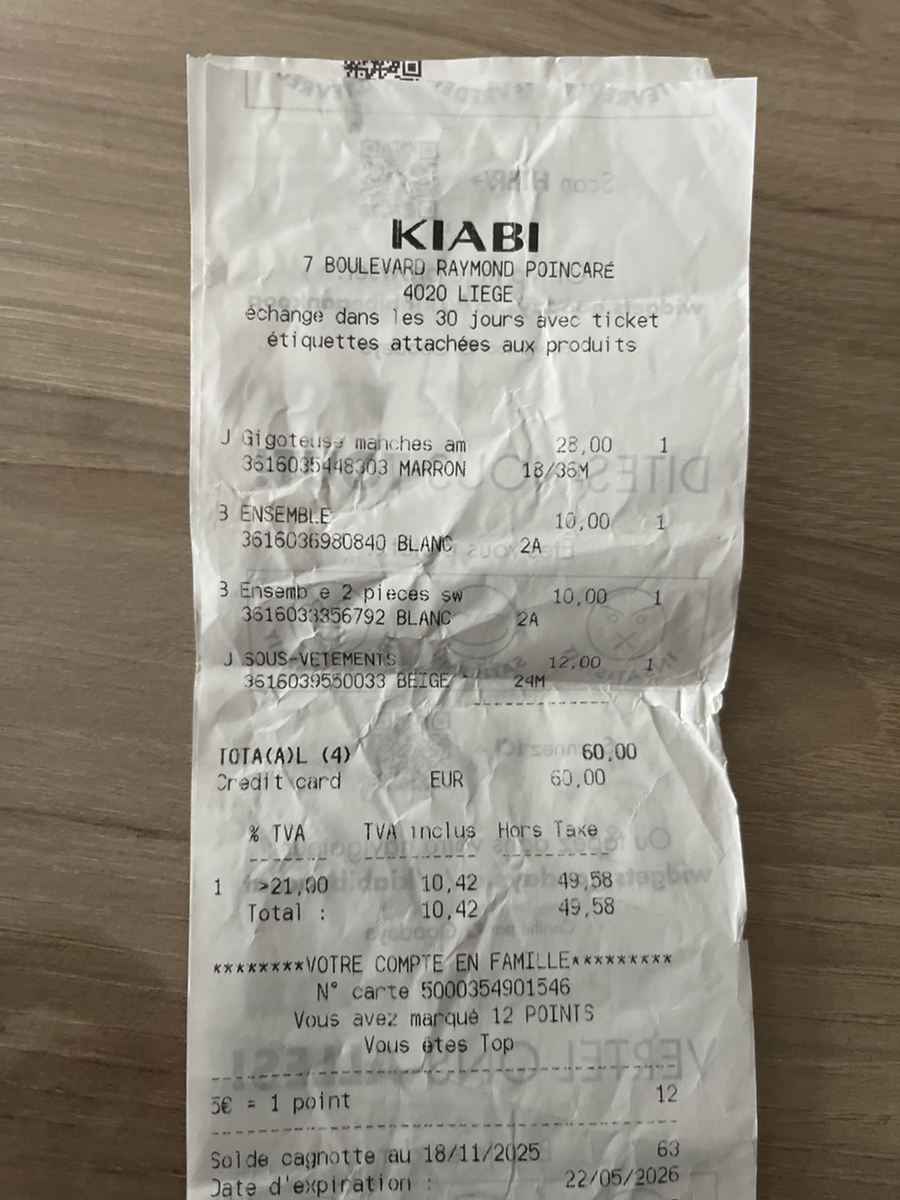 KIABI
7 BOULEVARD RAYMOND POINCARÉ
4020 LIEGE
échange dans les 30 jours avec ticket
étiquettes attachées aux produits
J Gigoteuse manches am 28,00 1
3616035448303 MARRON 18/36M
3 ENSEMBLE 10,00 1
3616036980840 BLANC 2A
3 Ensemb e 2 pieces sw 10,00 1
3616033356792 BLANC 2A
J SOUS-VETEMENTS 12,00 1
3616039550033 BEIGE 24M
TOTA(A)L (4) 60,00
Credit card EUR 60,00
% TVA TVA inclus Hors Taxe
1 >21,00 10,42 49,58
Total : 10,42 49,58
********VOTRE COMPTE EN FAMILLE*********
N° carte 5000354901546
Vous avez marqué 12 POINTS
Vous êtes Top
5€ = 1 point 12
Solde cagnotte au 18/11/2025 63
Date d'expiration : 22/05/2026